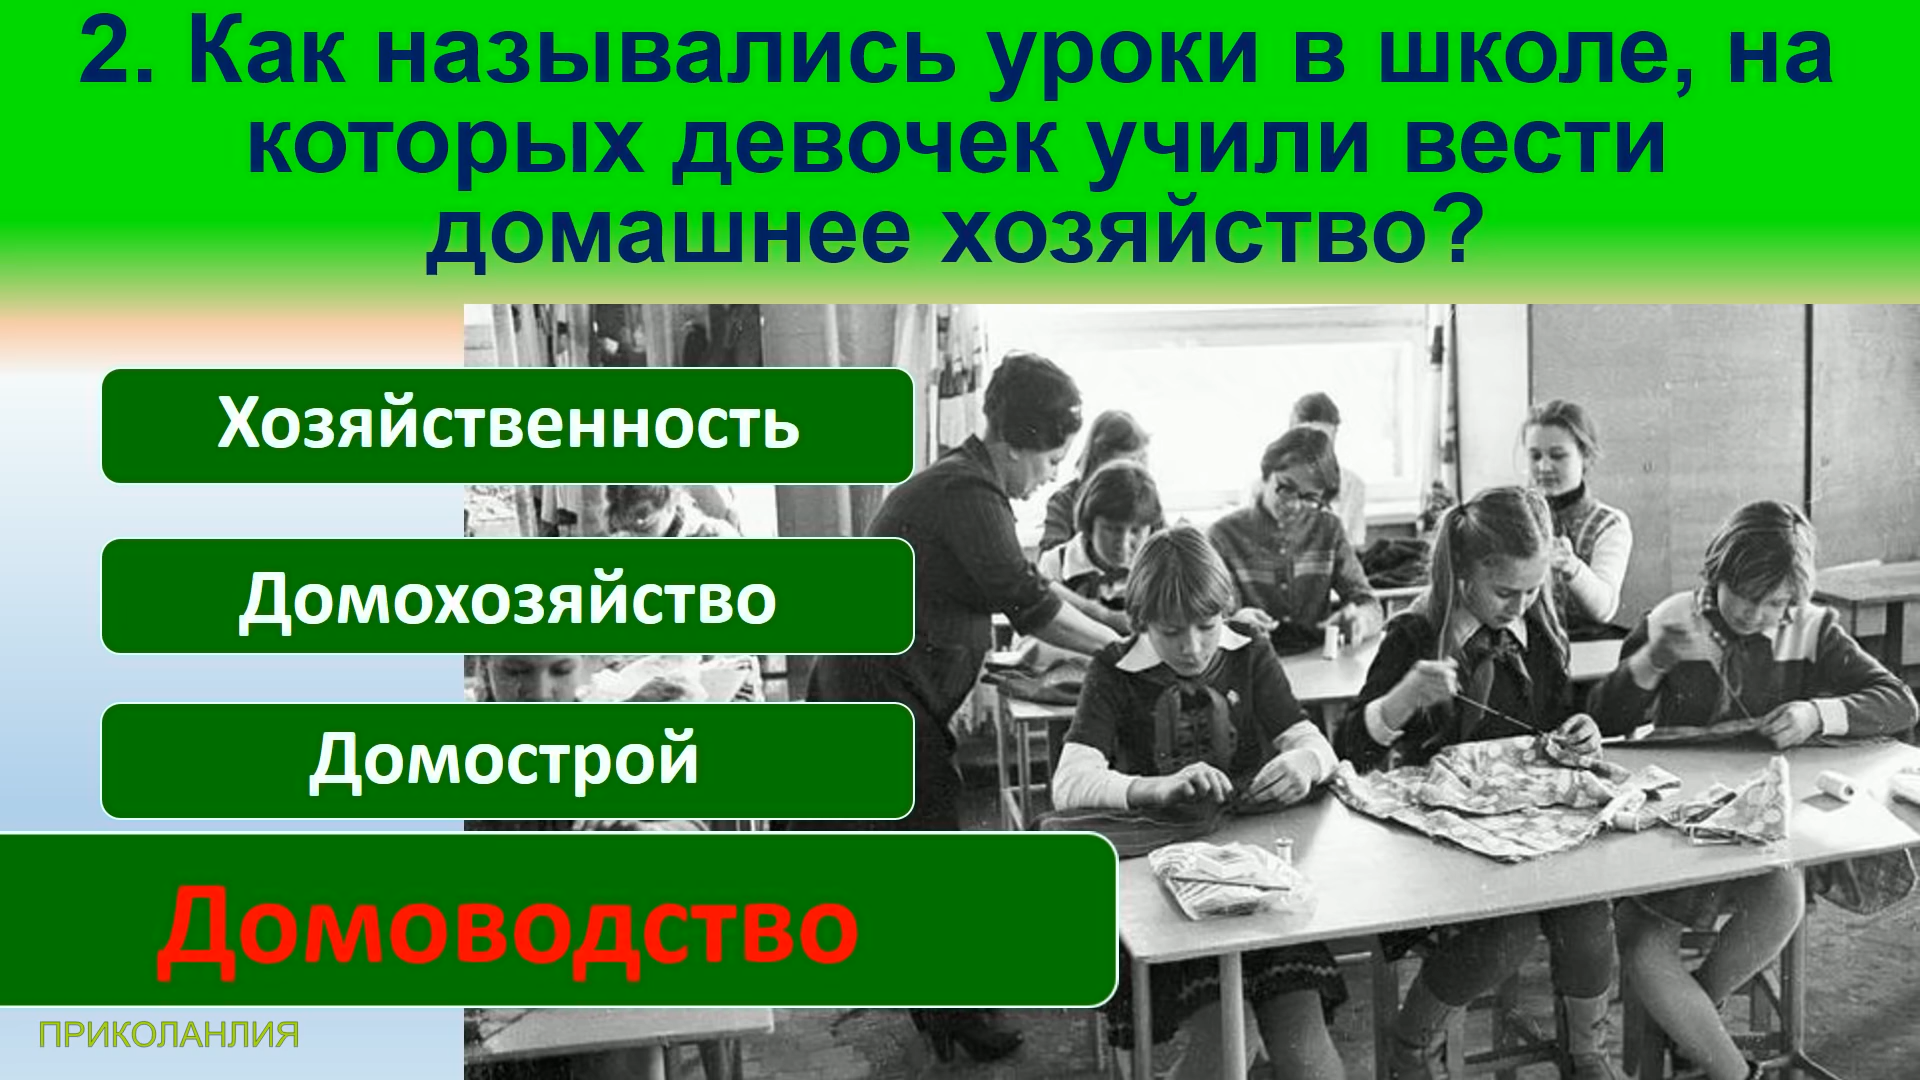 2. Как назывались уроки в школе, на
которых девочек учили вести
домашнее хозяйство?
Хозяйственность
Домохозяйство
Домострой
Домоводство
ПРИКОЛАНЛИЯ